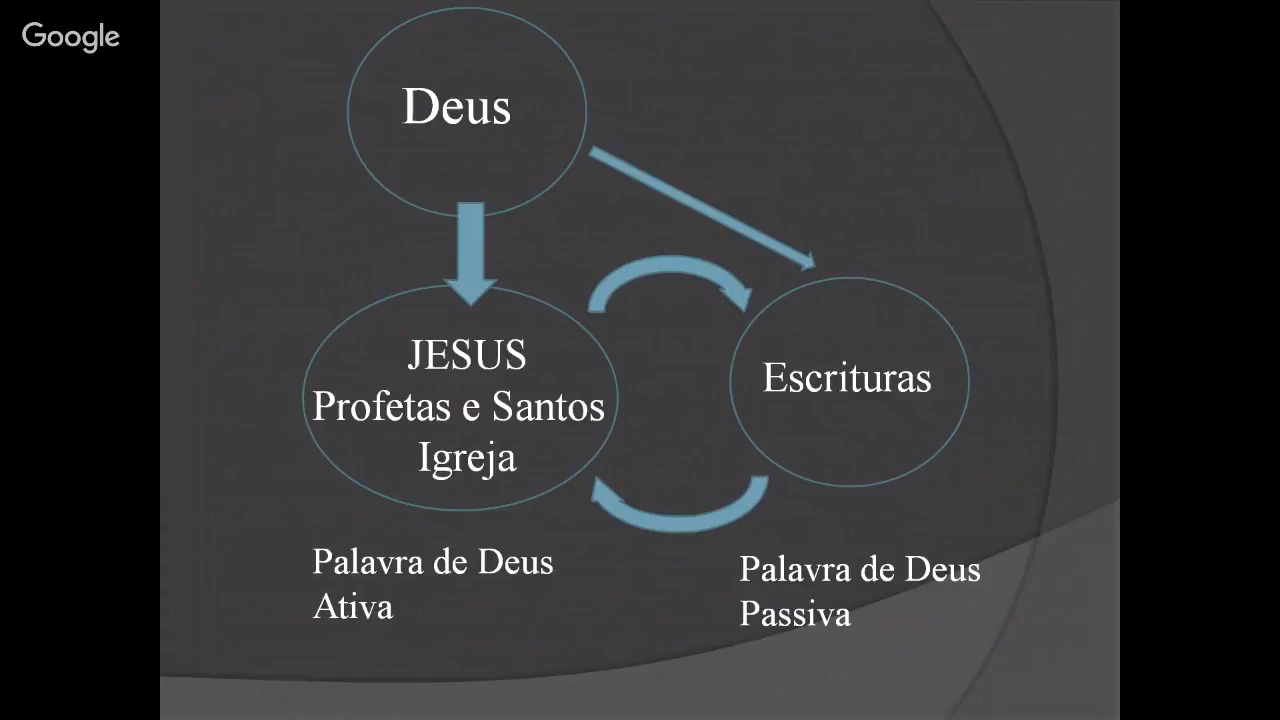 Google
Deus
JESUS
Profetas e Santos
Igreja
Escrituras
Palavra de Deus
Ativa
Palavra de Deus
Passiva